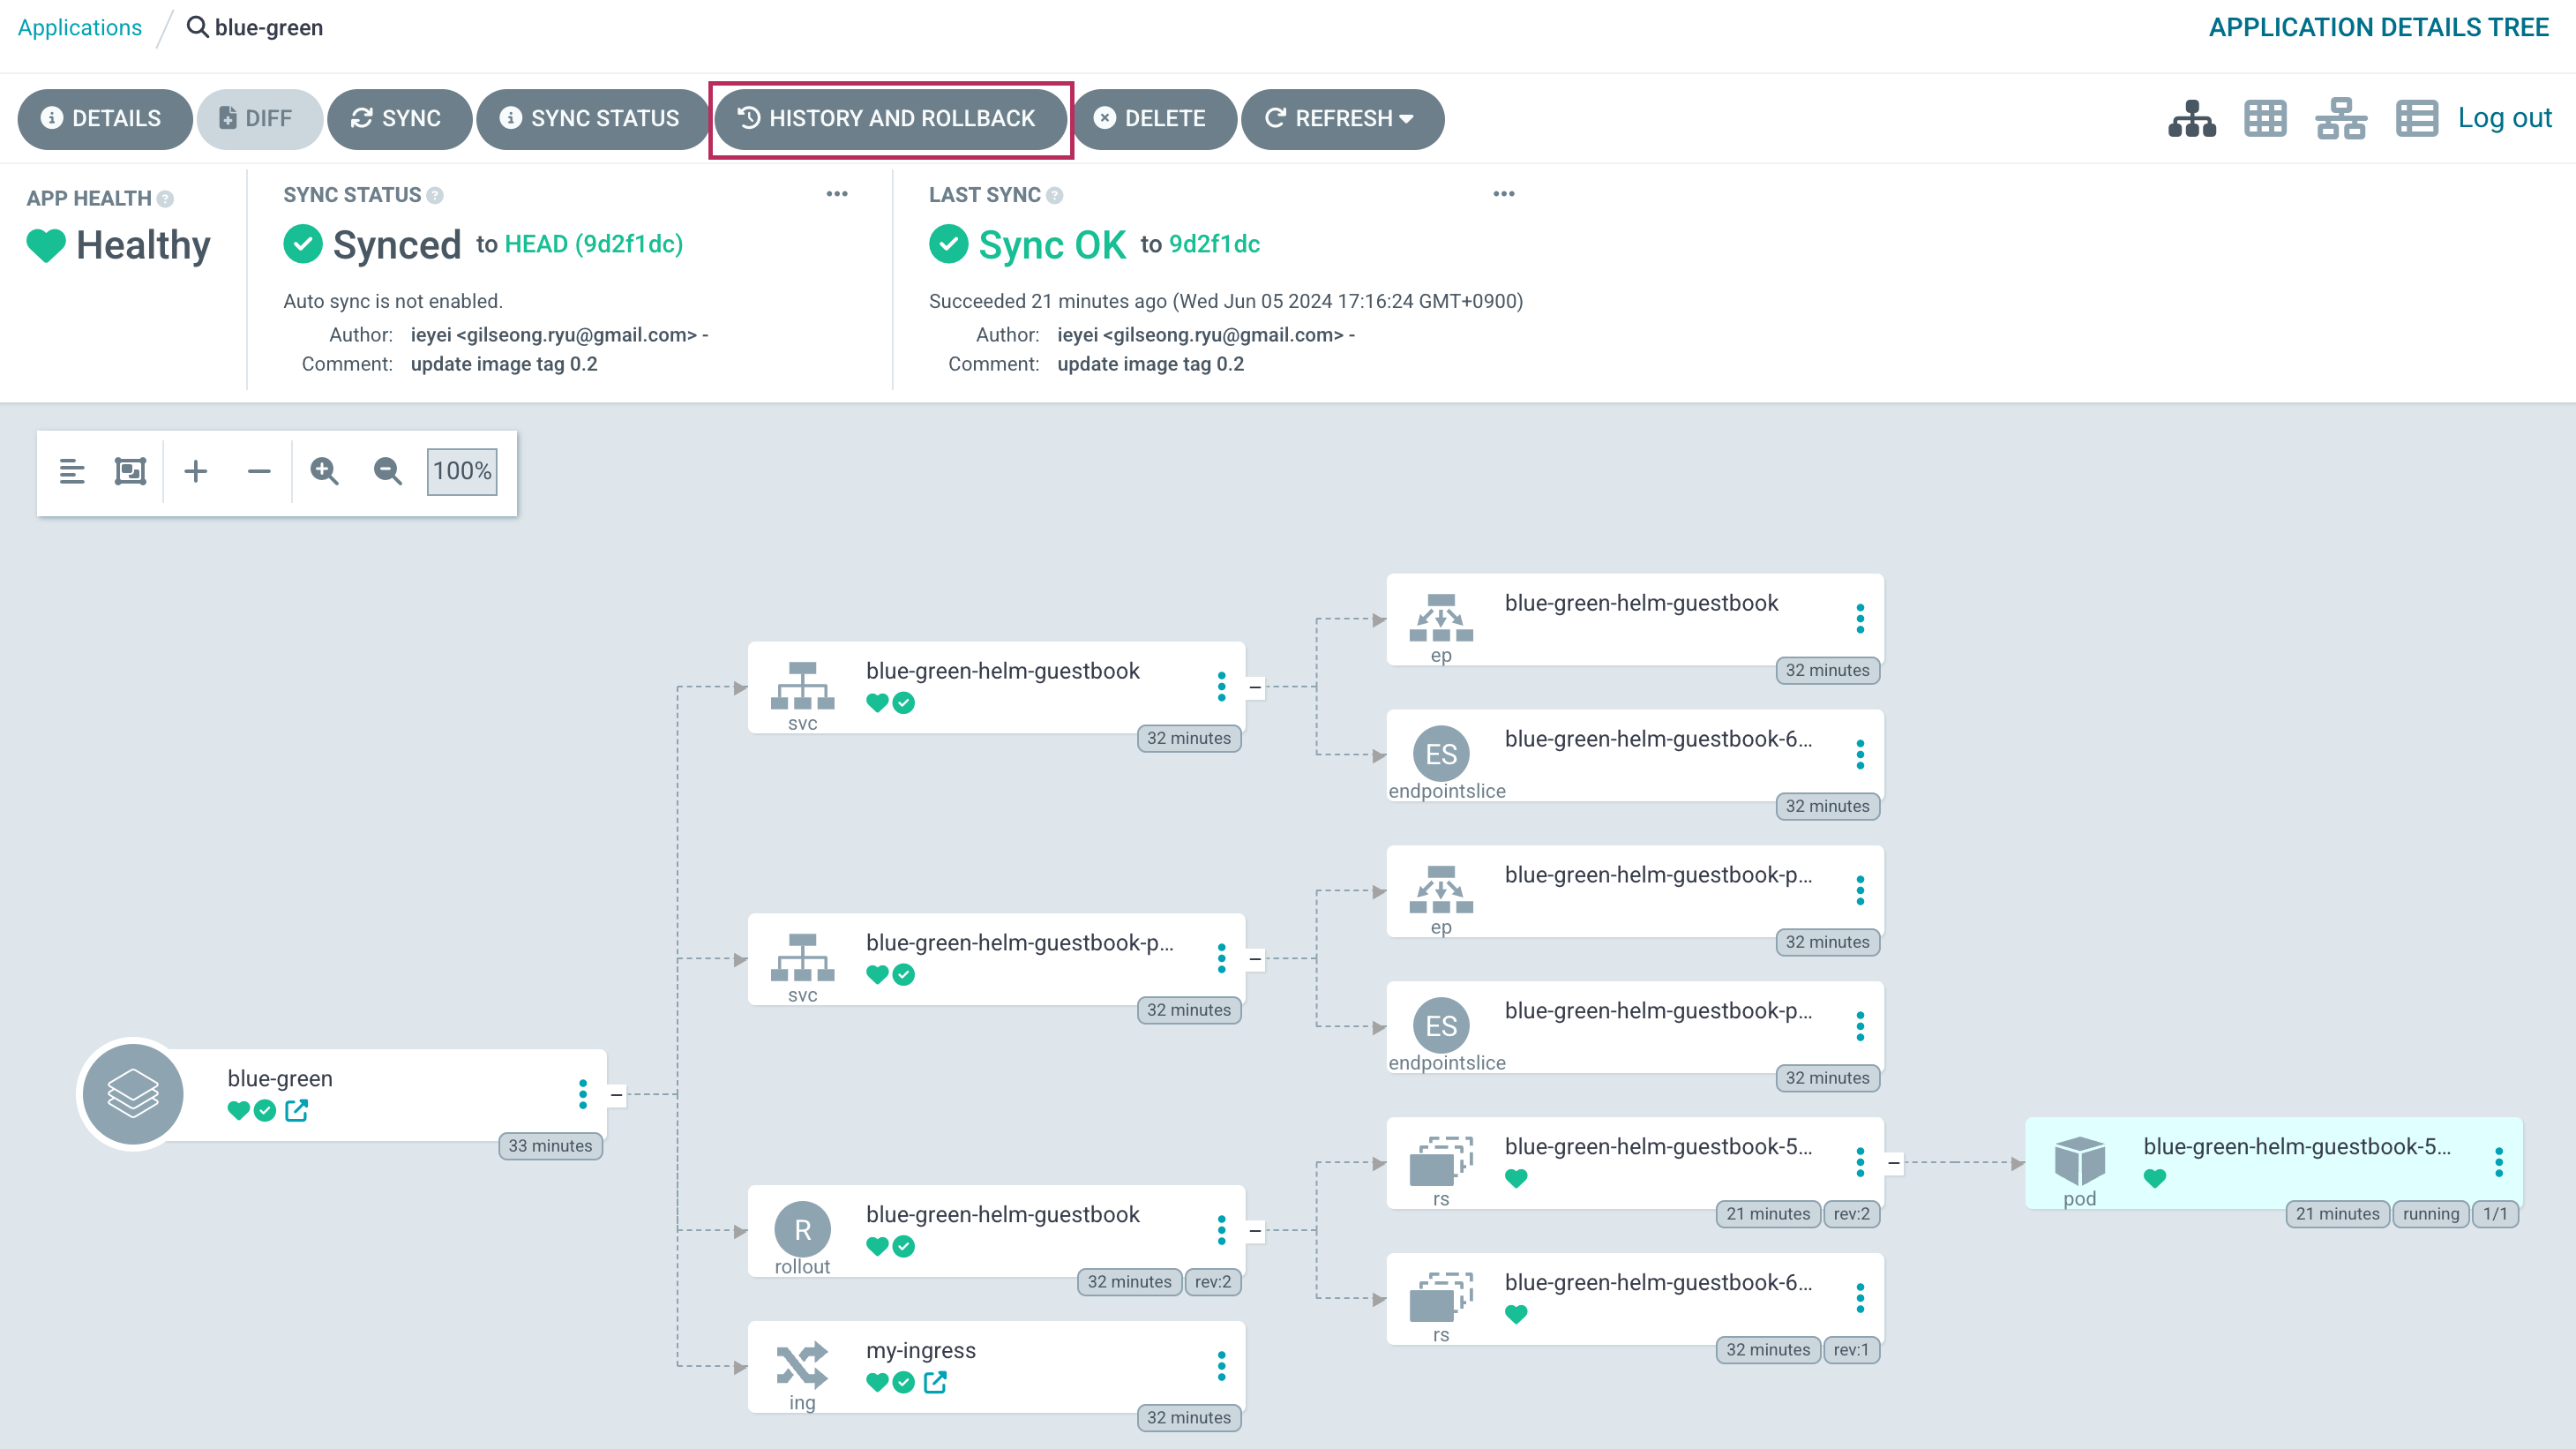 Applications / blue-green
APPLICATION DETAILS TREE
DETAILS DIFF SYNC SYNC STATUS HISTORY AND ROLLBACK DELETE REFRESH
Log out
APP HEALTH
Healthy
SYNC STATUS
Synced to HEAD (9d2f1dc)
Auto sync is not enabled.
Author: ieyei <gilseong.ryu@gmail.com> -
Comment: update image tag 0.2
LAST SYNC
Sync OK to 9d2f1dc
Succeeded 21 minutes ago (Wed Jun 05 2024 17:16:24 GMT+0900)
Author: ieyei <gilseong.ryu@gmail.com> -
Comment: update image tag 0.2
100%
blue-green
33 minutes
blue-green-helm-guestbook
svc
32 minutes
blue-green-helm-guestbook-p...
svc
32 minutes
R
blue-green-helm-guestbook
rollout
32 minutes rev:2
my-ingress
ing
32 minutes
blue-green-helm-guestbook
ep
32 minutes
ES
blue-green-helm-guestbook-6...
endpointslice
32 minutes
blue-green-helm-guestbook-p...
ep
32 minutes
ES
blue-green-helm-guestbook-p...
endpointslice
32 minutes
blue-green-helm-guestbook-5...
rs
21 minutes rev:2
blue-green-helm-guestbook-6...
rs
32 minutes rev:1
blue-green-helm-guestbook-5...
pod
21 minutes running 1/1